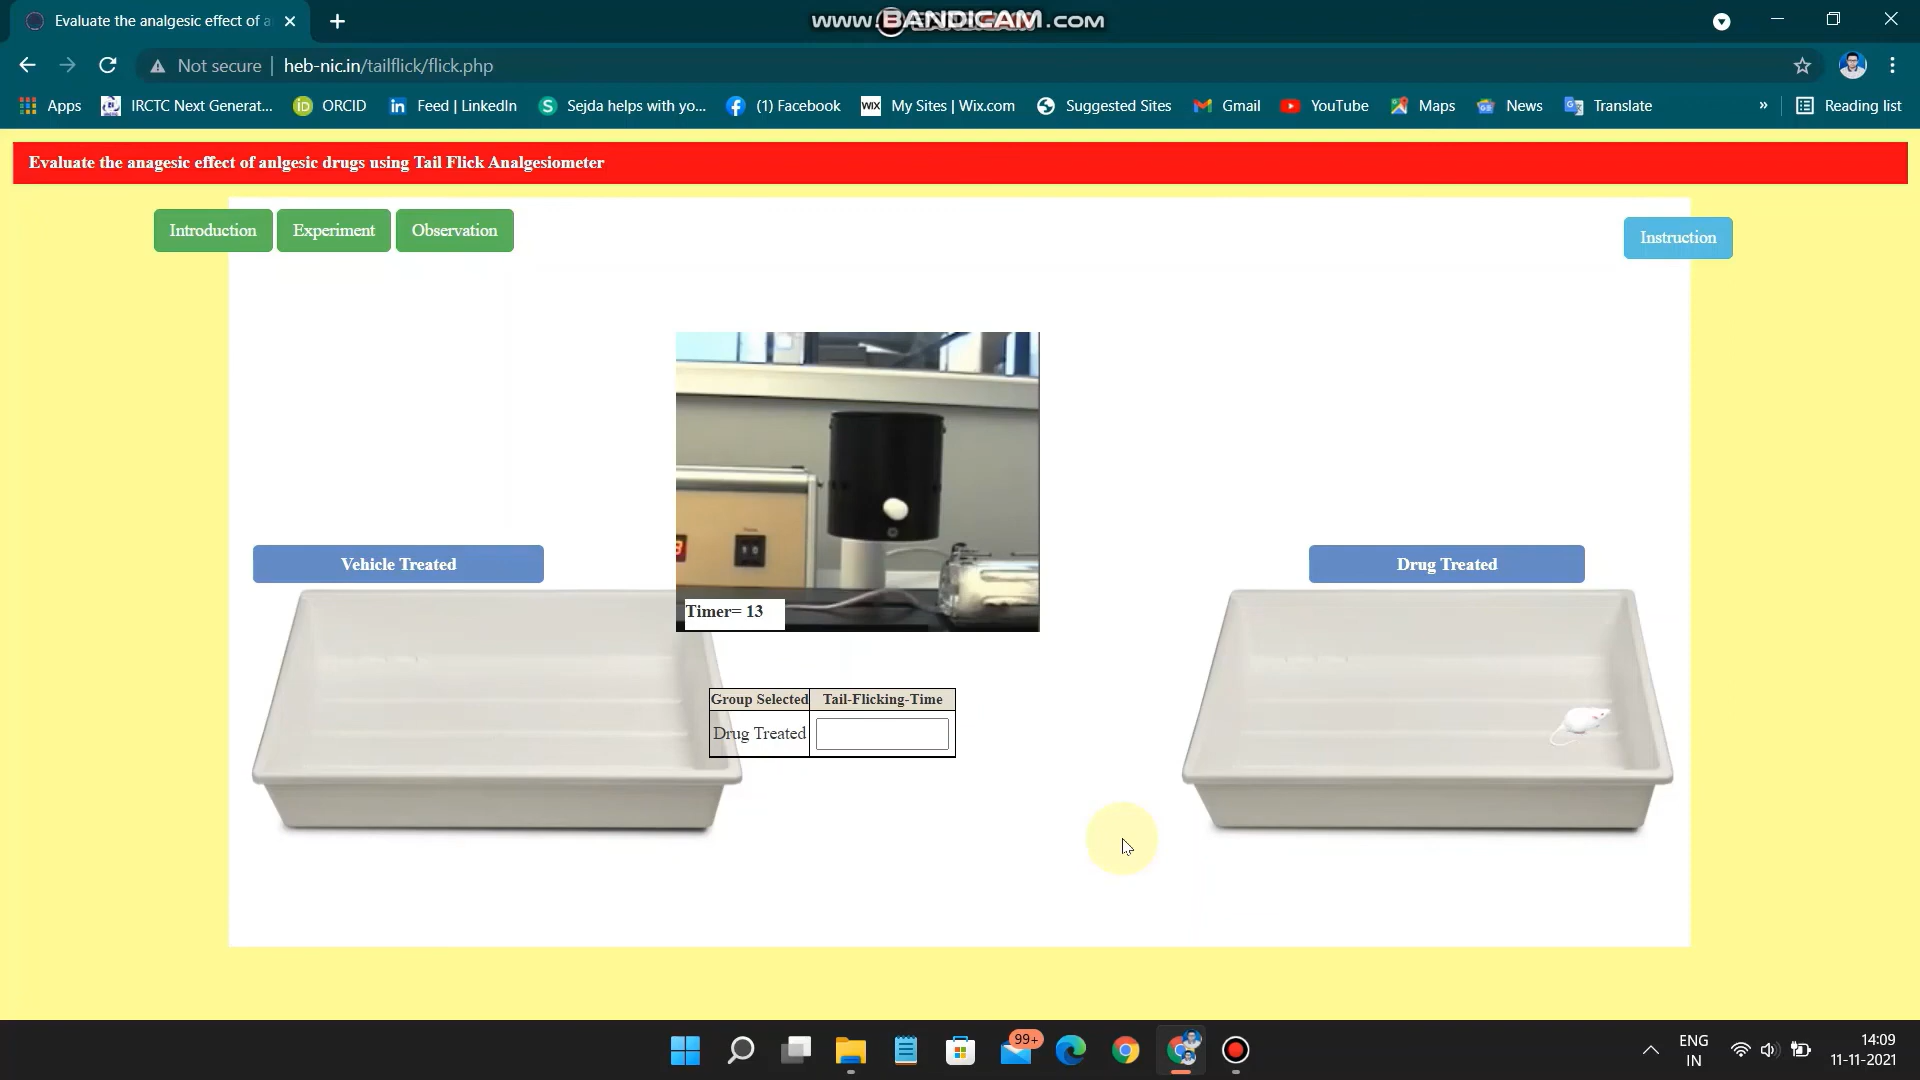 Evaluate the analgesic effect of a
www.BANDICAM.com
Not secure
heb-nic.in/tailflick/flick.php
Apps
IRCTC Next Generat...
ORCID
Feed | LinkedIn
Sejda helps with yo...
(1) Facebook
My Sites | Wix.com
Suggested Sites
Gmail
YouTube
Maps
News
Translate
»
Reading list
Evaluate the anagesic effect of anlgesic drugs using Tail Flick Analgesiometer
Introduction
Experiment
Observation
Instruction
Timer= 13
Vehicle Treated
Drug Treated
Group Selected
Tail-Flicking-Time
Drug Treated
99+
ENG
IN
14:09
11-11-2021